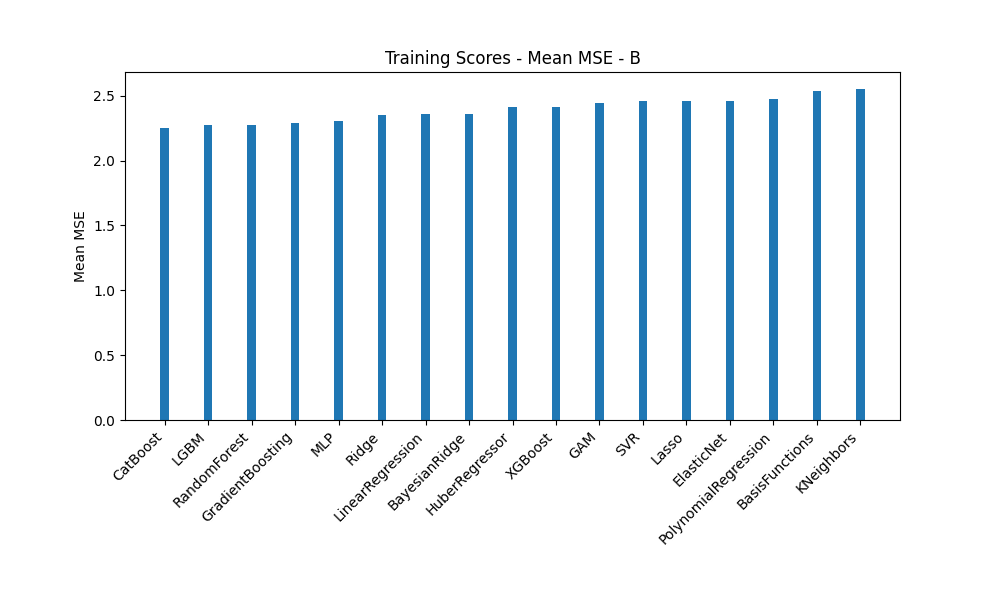 Training Scores - Mean MSE - B
Mean MSE
2.5
2.0
1.5
1.0
0.5
0.0
CatBoost
LGBM
RandomForest
GradientBoosting
MLP
Ridge
LinearRegression
BayesianRidge
HuberRegressor
XGBoost
GAM
SVR
Lasso
ElasticNet
PolynomialRegression
BasisFunctions
KNeighbors